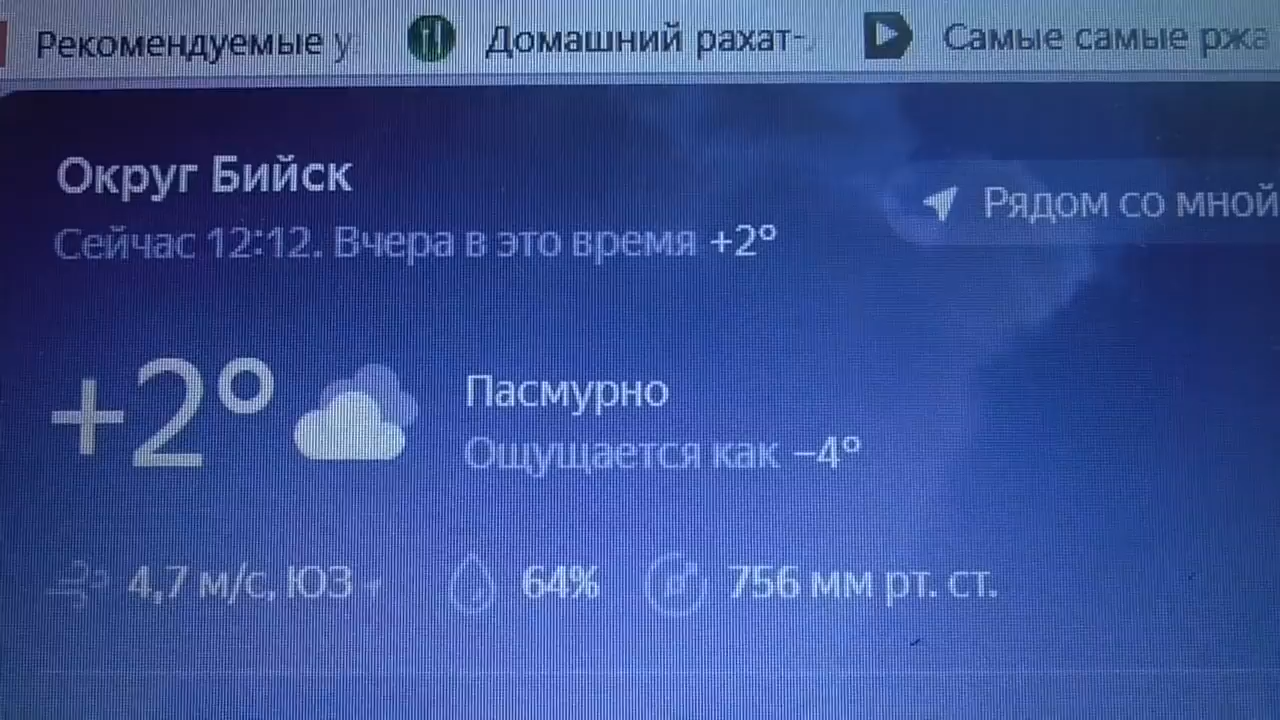 Рекомендуемые у Домашний рахат- Самые самые ржа
Округ Бийск
Рядом со мной
Сейчас 12:12. Вчера в это время +2°
+2°
Пасмурно
Ощущается как −4°
4,7 м/с, ЮЗ 64% 756 мм рт. ст.